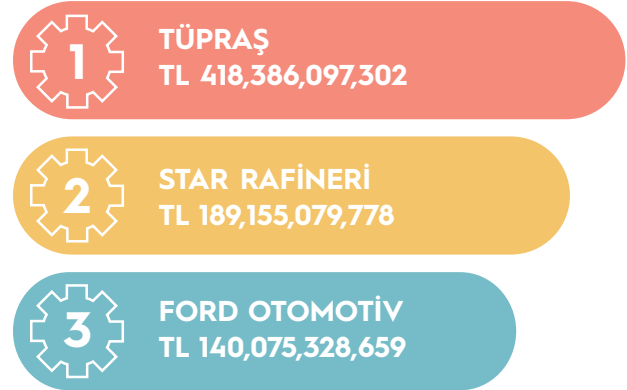 1
TÜPRAŞ
TL 418,386,097,302
2
STAR RAFİNERİ
TL 189,155,079,778
3
FORD OTOMOTİV
TL 140,075,328,659